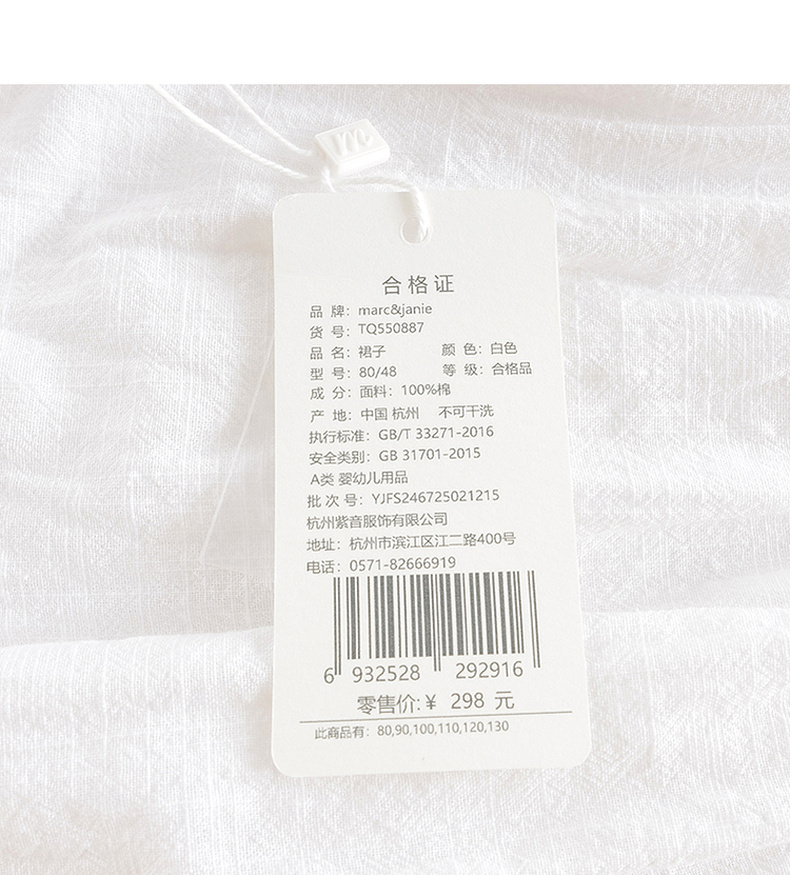 m
合格证
品 牌：marc&janie
货 号：TQ550887
品 名：裙子 颜 色：白色
型 号：80/48 等 级：合格品
成 分：面料：100%棉
产 地：中国 杭州 不可干洗
执行标准：GB/T 33271-2016
安全类别：GB 31701-2015
A类 婴幼儿用品
批 次 号：YJFS246725021215
杭州紫音服饰有限公司
地址：杭州市滨江区江二路400号
电话：0571-82666919
6 932528 292916
零售价:¥ 298 元
此商品有：80,90,100,110,120,130